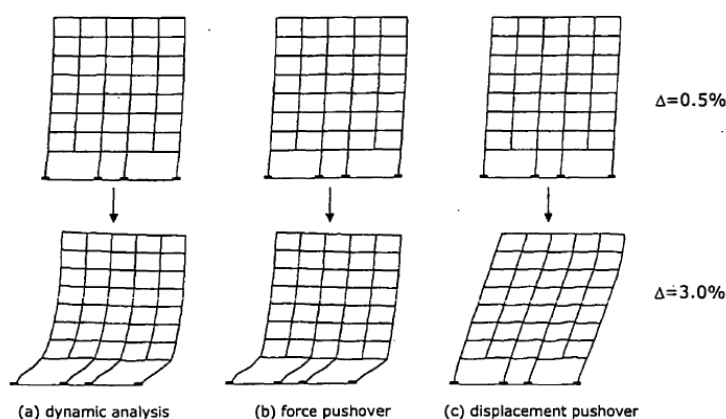 Δ=0.5%
Δ=3.0%
(a) dynamic analysis
(b) force pushover
(c) displacement pushover